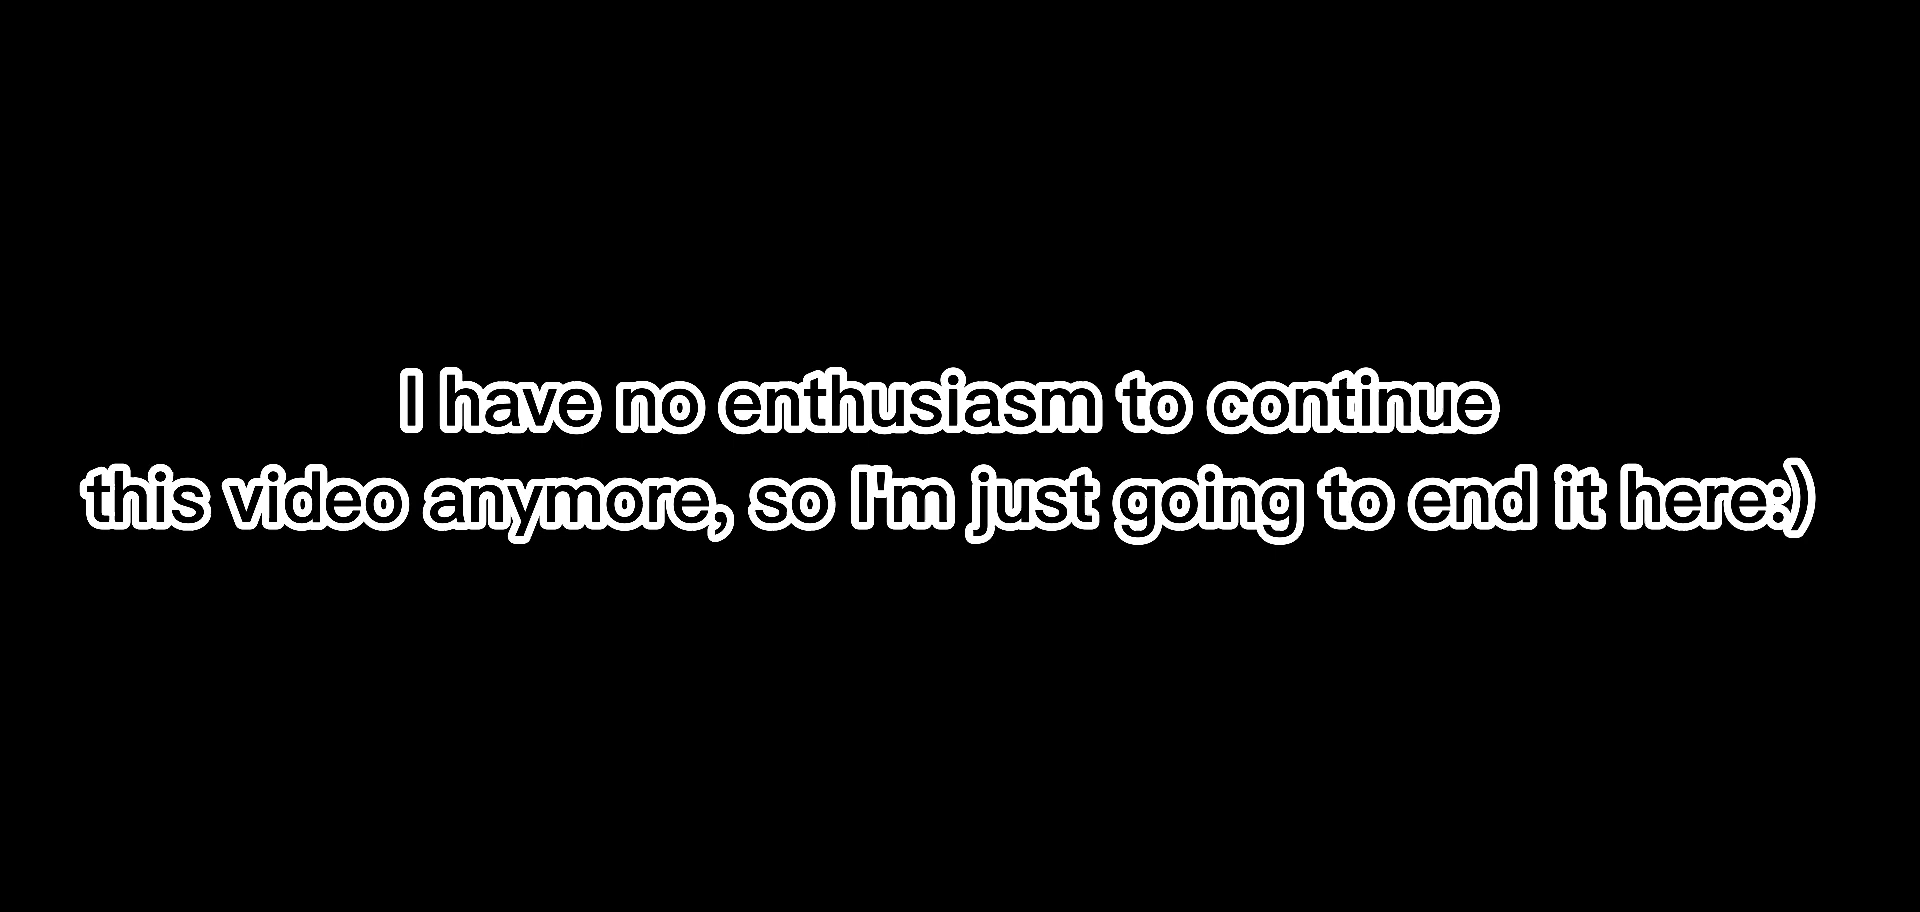 I have no enthusiasm to continue
this video anymore, so I'm just going to end it here:)